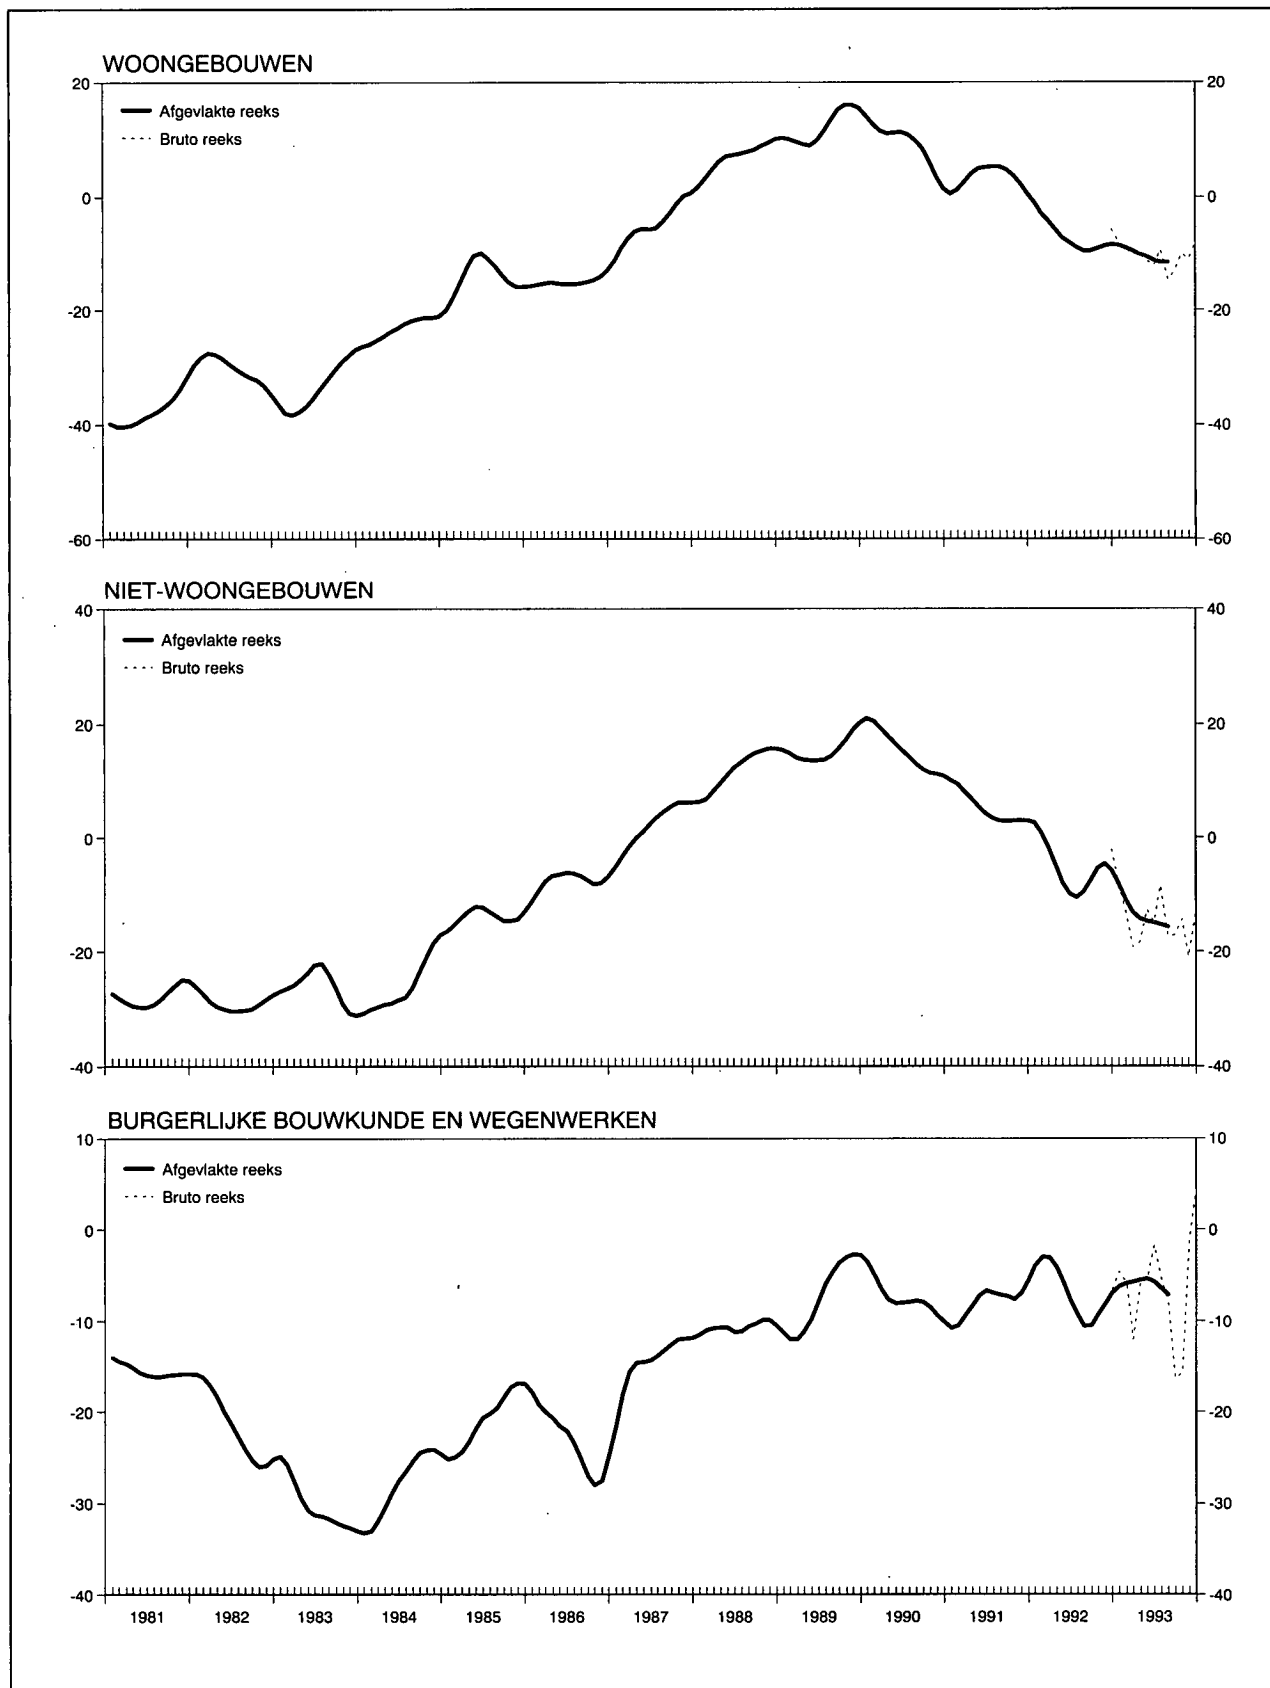 WOONGEBOUWEN
20 20
Afgevlakte reeks
Bruto reeks
0 0
-20 -20
-40 -40
-60 -60
NIET-WOONGEBOUWEN
40 40
Afgevlakte reeks
Bruto reeks
20 20
0 0
-20 -20
-40 -40
BURGERLIJKE BOUWKUNDE EN WEGENWERKEN
10 10
Afgevlakte reeks
Bruto reeks
0 0
-10 -10
-20 -20
-30 -30
-40 -40
1981 1982 1983 1984 1985 1986 1987 1988 1989 1990 1991 1992 1993